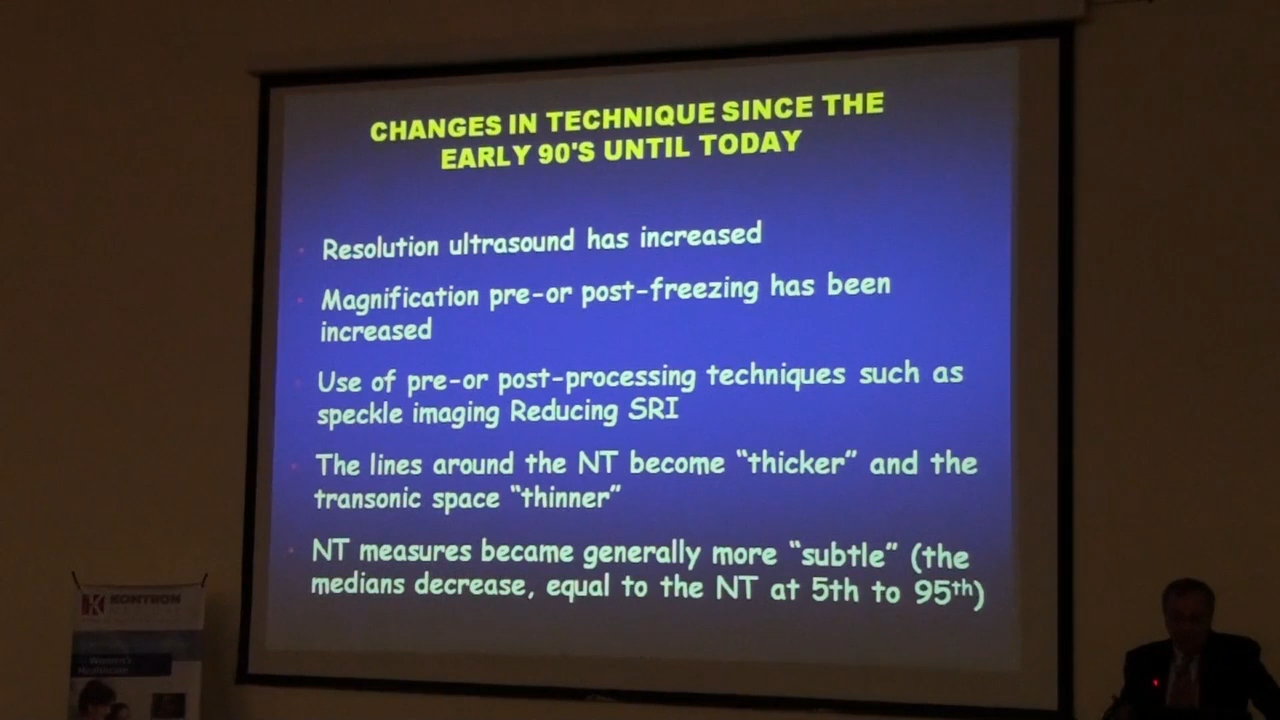 CHANGES IN TECHNIQUE SINCE THE
EARLY 90'S UNTIL TODAY
Resolution ultrasound has increased
Magnification pre-or post-freezing has been
increased
Use of pre-or post-processing techniques such as
speckle imaging Reducing SRI
The lines around the NT become “thicker” and the
transonic space “thinner”
NT measures became generally more “subtle” (the
medians decrease, equal to the NT at 5th to 95th)
KONTRON
Women's
Healthcare